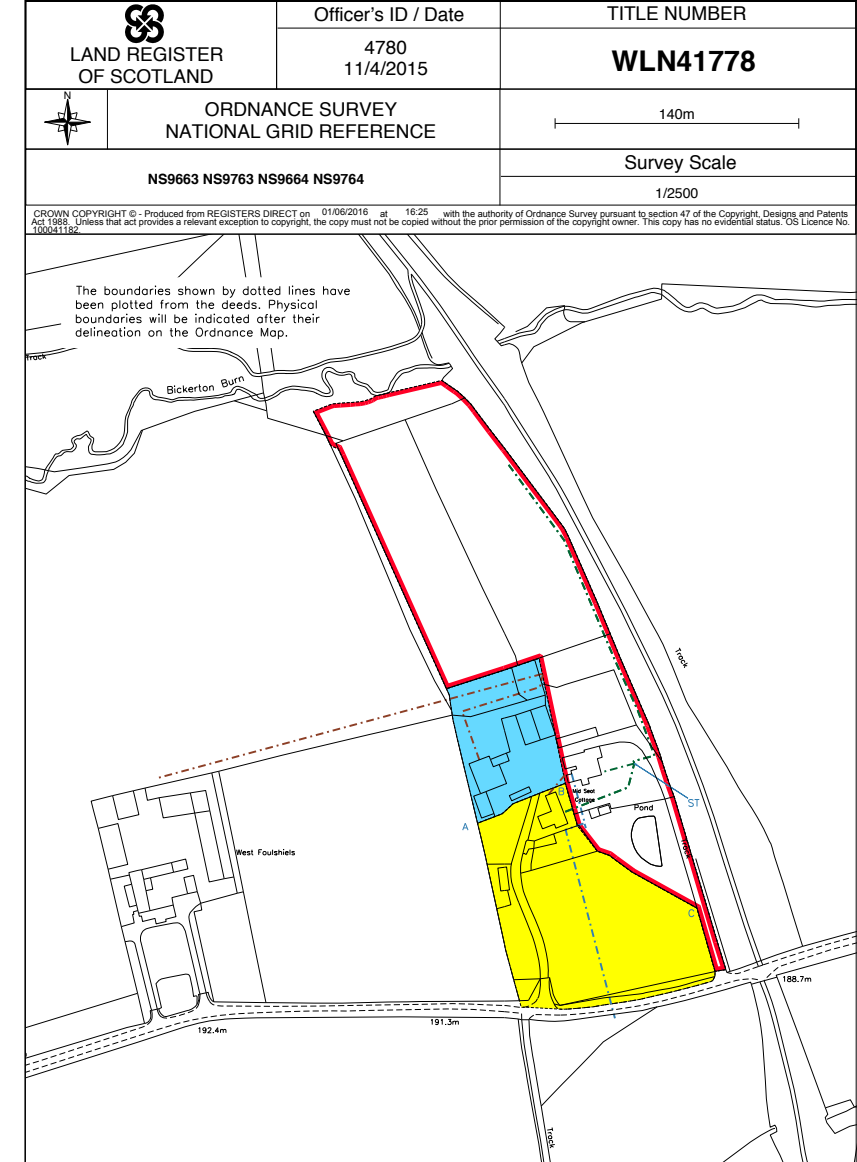 LAND REGISTER
OF SCOTLAND
Officer's ID / Date
4780
11/4/2015
TITLE NUMBER
WLN41778
N
ORDNANCE SURVEY
NATIONAL GRID REFERENCE
140m
NS9663 NS9763 NS9664 NS9764
Survey Scale
1/2500
CROWN COPYRIGHT © - Produced from REGISTERS DIRECT on 01/06/2016 at 16:25 with the authority of Ordnance Survey pursuant to section 47 of the Copyright, Designs and Patents
Act 1988. Unless that act provides a relevant exception to copyright, the copy must not be copied without the prior permission of the copyright owner. This copy has no evidential status. OS Licence No.
100041182.
The boundaries shown by dotted lines have
been plotted from the deeds. Physical
boundaries will be indicated after their
delineation on the Ordnance Map.
Track
Bickerton Burn
Track
Mid Seat
Cottage
B
ST
Pond
A
Track
West Foulshiels
C
188.7m
191.3m
192.4m
Track